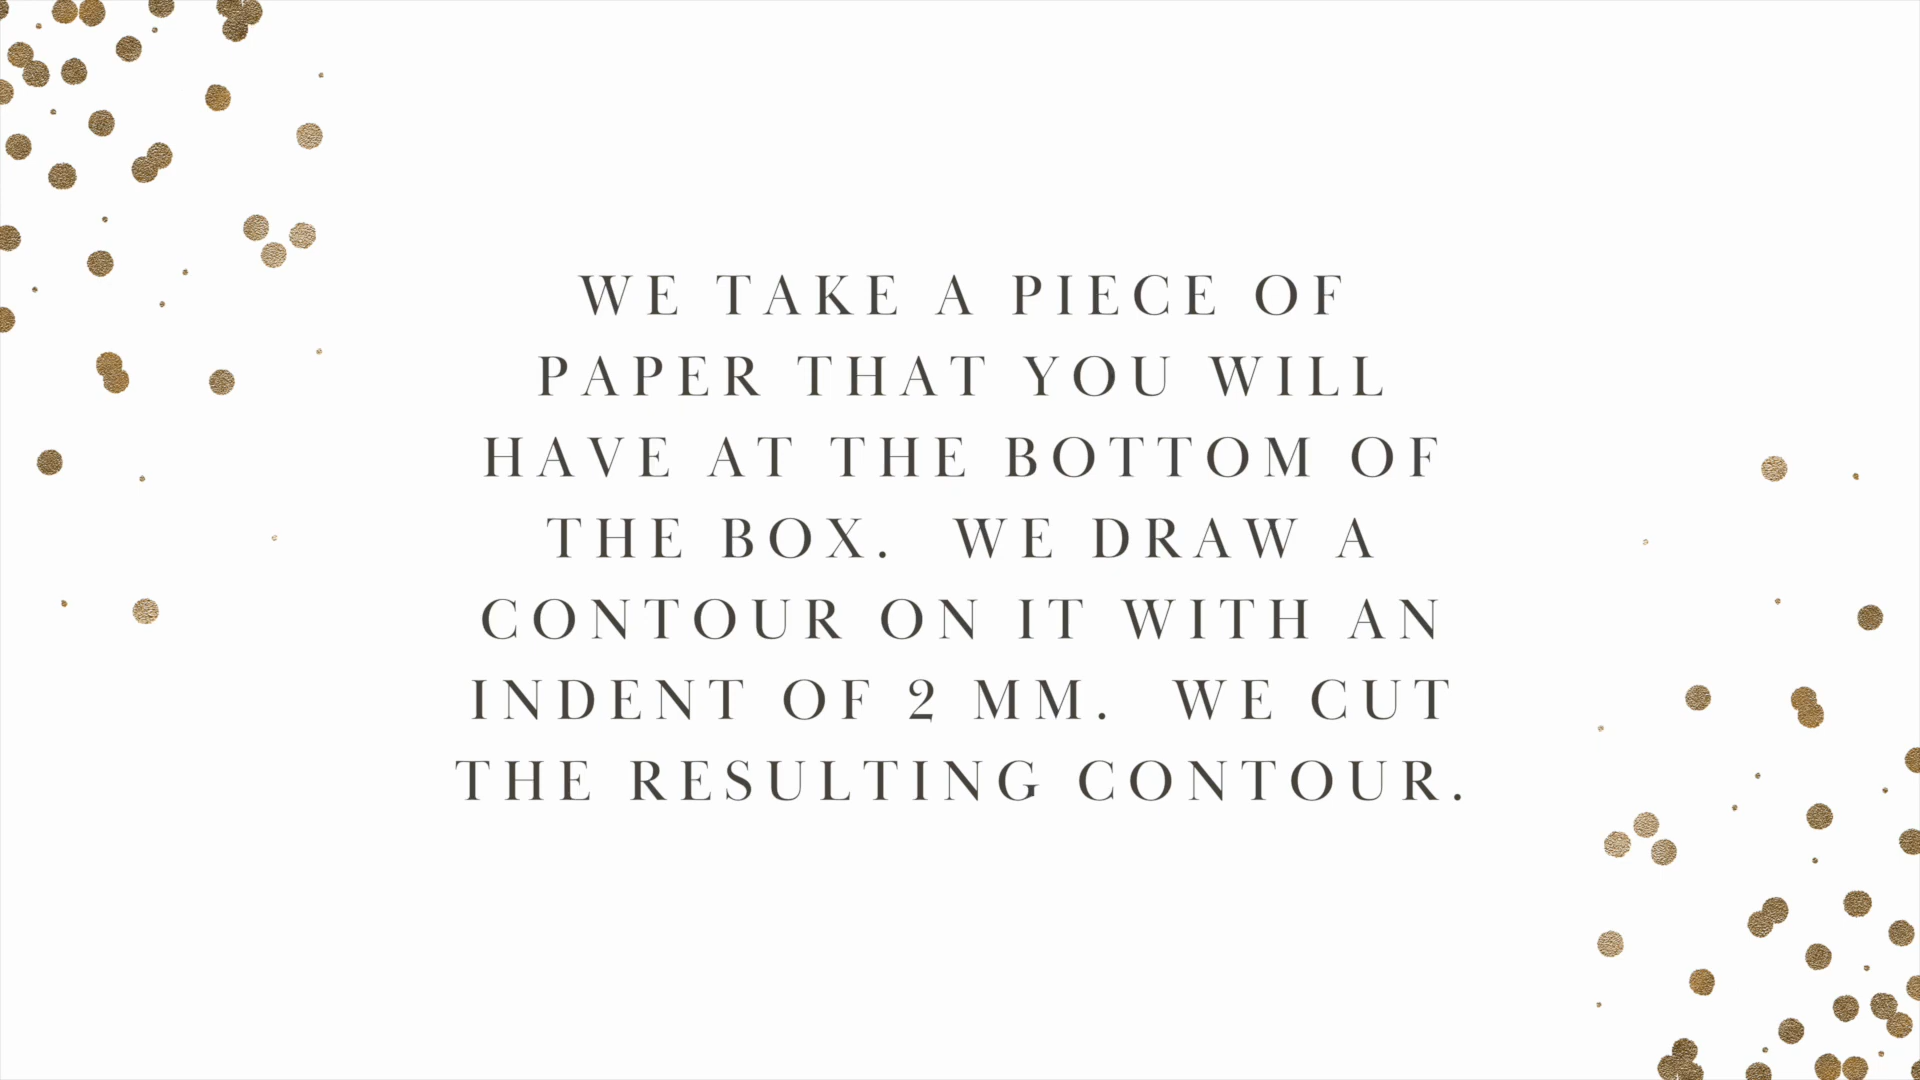 WE TAKE A PIECE OF
PAPER THAT YOU WILL
HAVE AT THE BOTTOM OF
THE BOX. WE DRAW A
CONTOUR ON IT WITH AN
INDENT OF 2 MM. WE CUT
THE RESULTING CONTOUR.